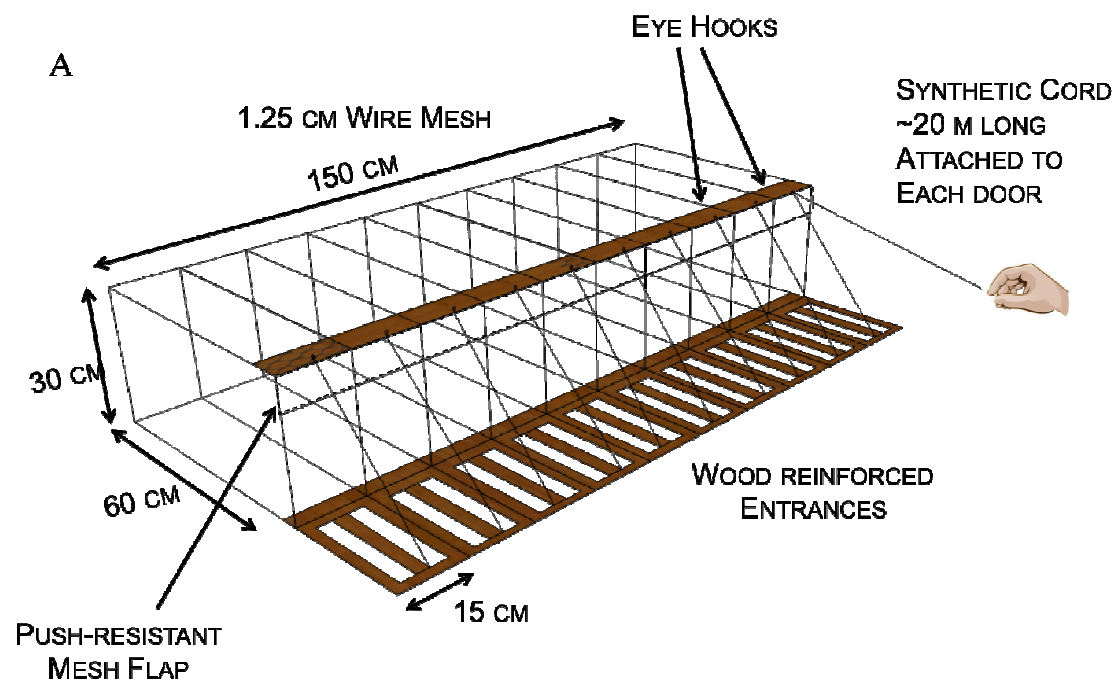 A
EYE HOOKS
SYNTHETIC CORD
~20 M LONG
ATTACHED TO
EACH DOOR
1.25 CM WIRE MESH
150 CM
30 CM
60 CM
WOOD REINFORCED
ENTRANCES
15 CM
PUSH-RESISTANT
MESH FLAP